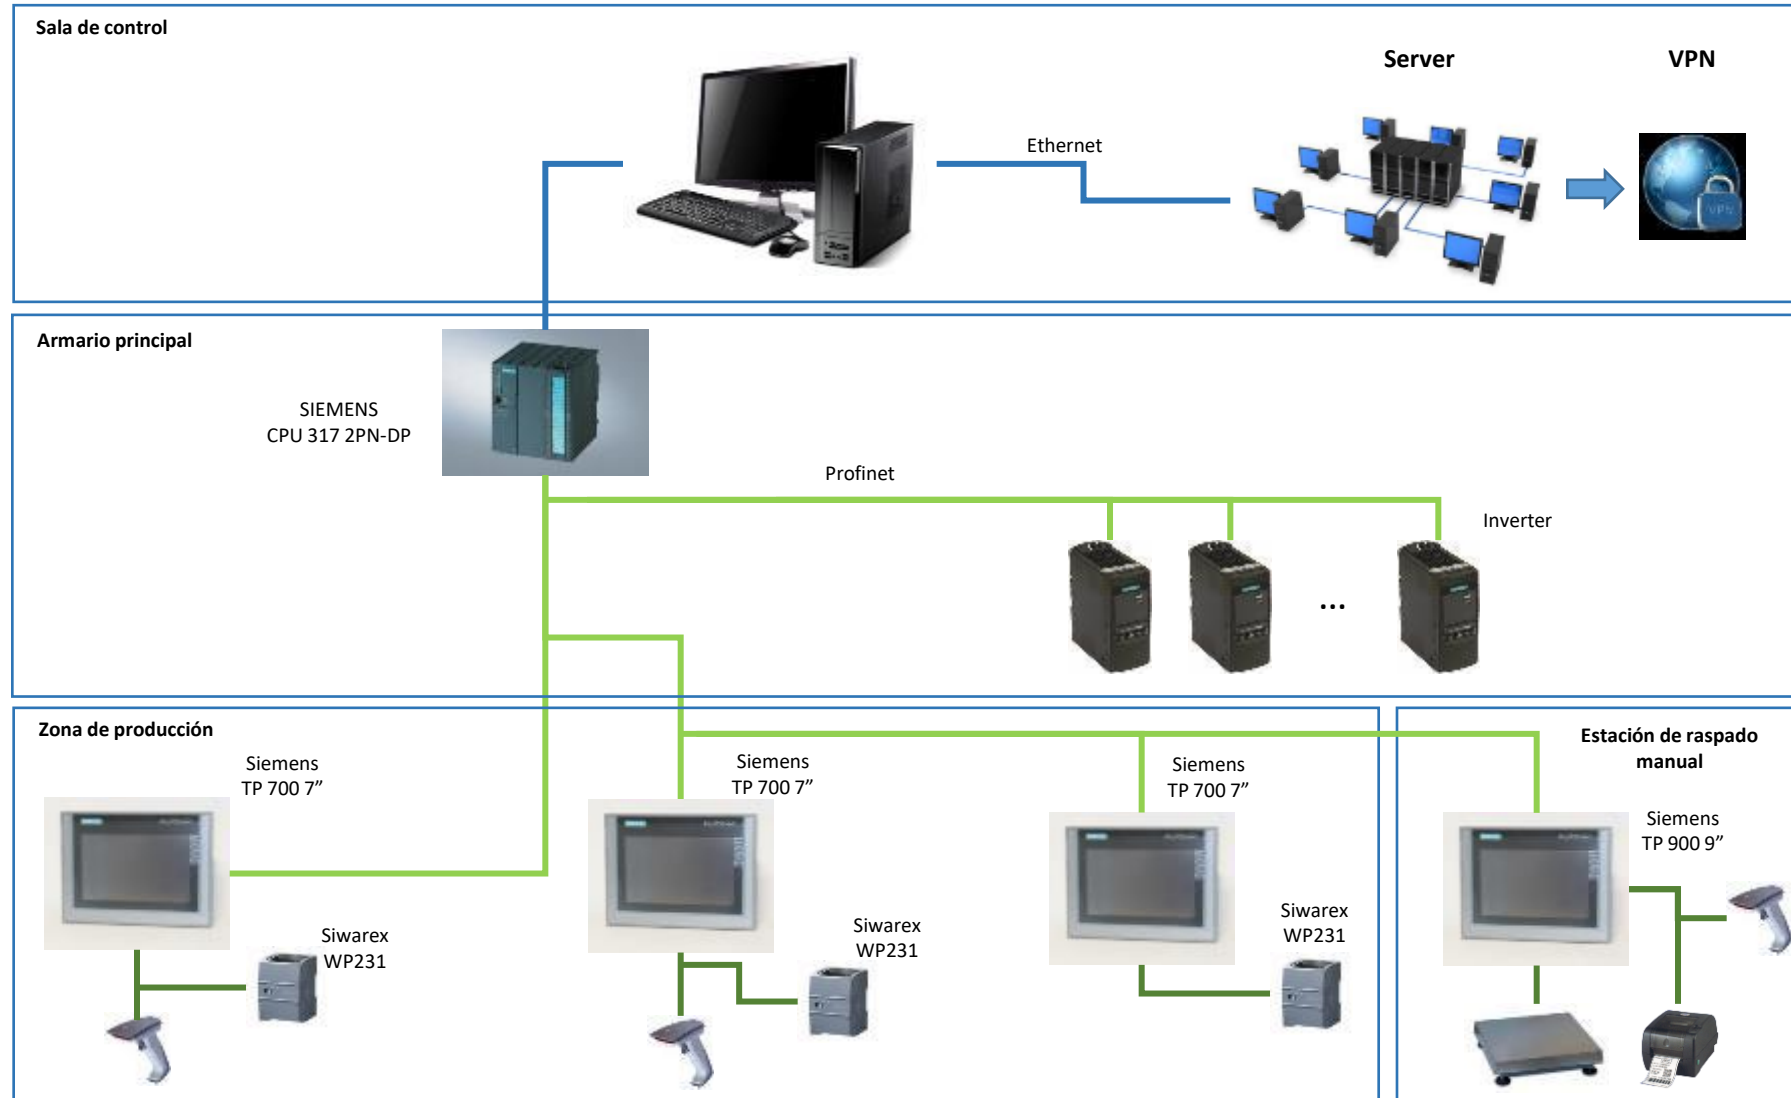 Sala de control
Server
VPN
Ethernet
VPN
Armario principal
SIEMENS
CPU 317 2PN-DP
Profinet
Inverter
...
Zona de producción
Siemens
TP 700 7”
Siemens
TP 700 7”
Siemens
TP 700 7”
Estación de raspado
manual
Siemens
TP 900 9”
Siwarex
WP231
Siwarex
WP231
Siwarex
WP231